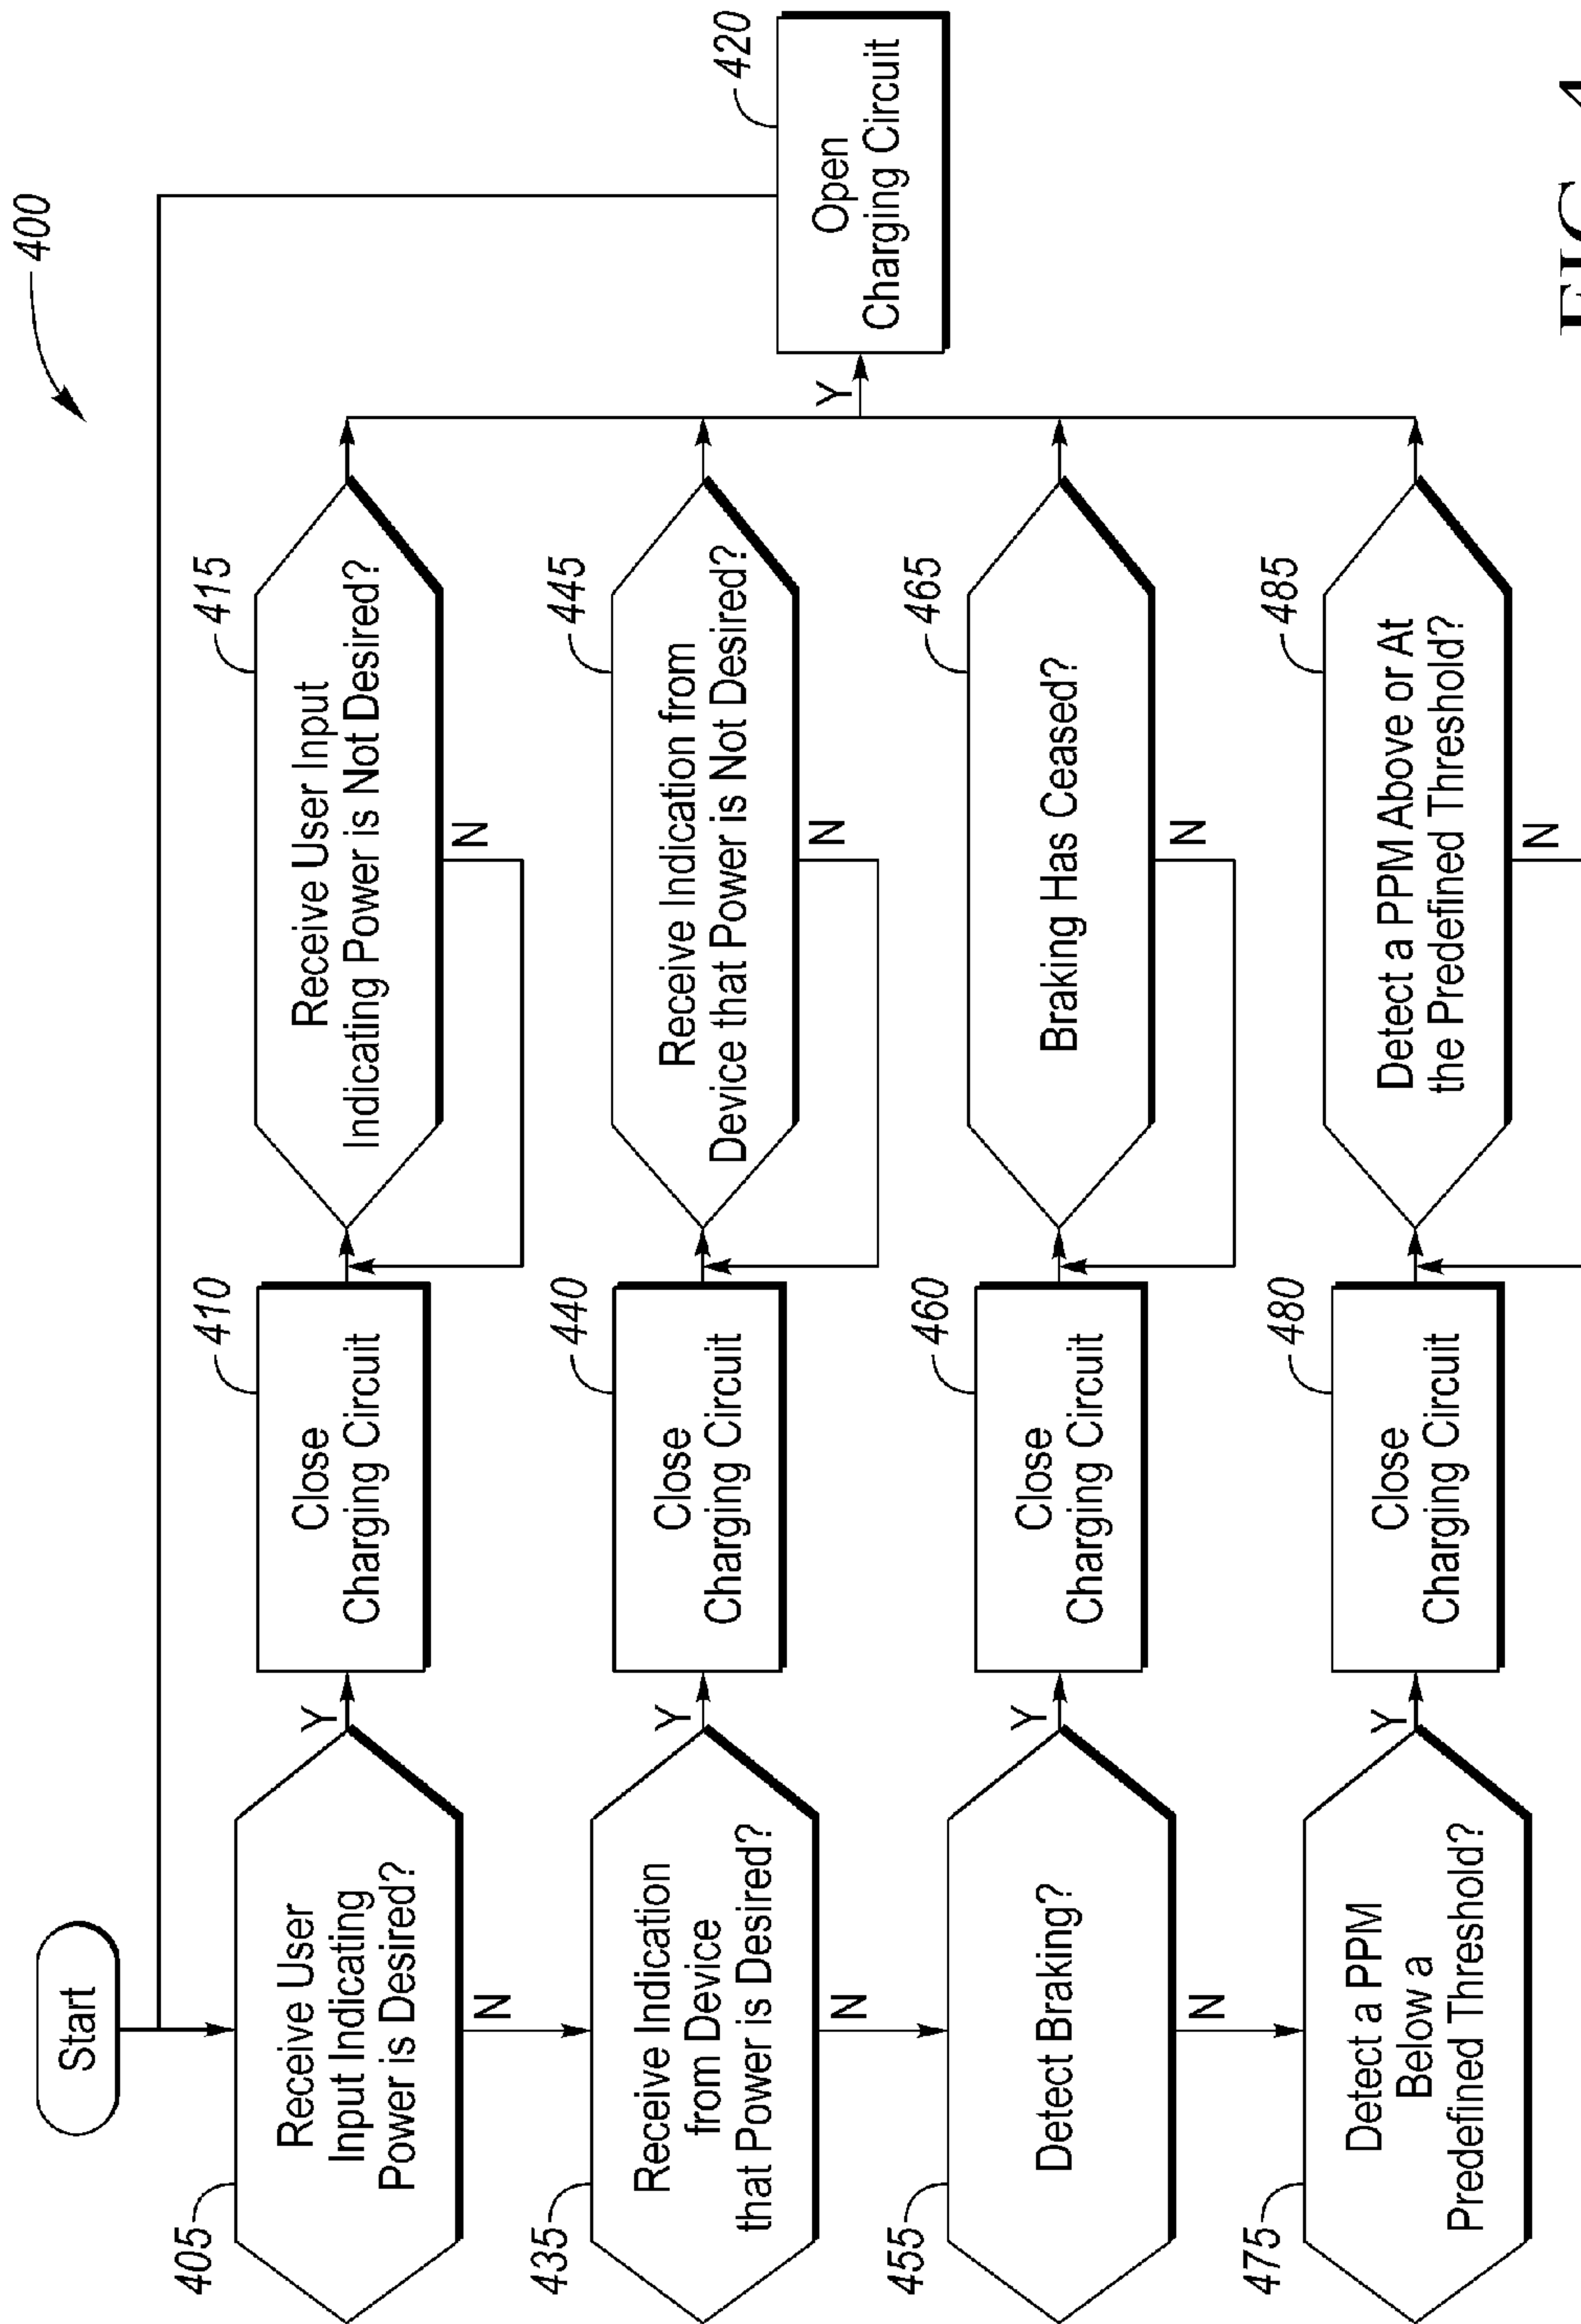 400
Start
405
Receive User
Input Indicating
Power is Desired?
Y
N
410
Close
Charging Circuit
415
Receive User Input
Indicating Power is Not Desired?
N
435
Receive Indication
from Device
that Power is Desired?
Y
N
440
Close
Charging Circuit
445
Receive Indication from
Device that Power is Not Desired?
N
Y
420
Open
Charging Circuit
455
Detect Braking?
Y
N
460
Close
Charging Circuit
465
Braking Has Ceased?
N
475
Detect a PPM
Below a
Predefined Threshold?
Y
480
Close
Charging Circuit
485
Detect a PPM Above or At
the Predefined Threshold?
N